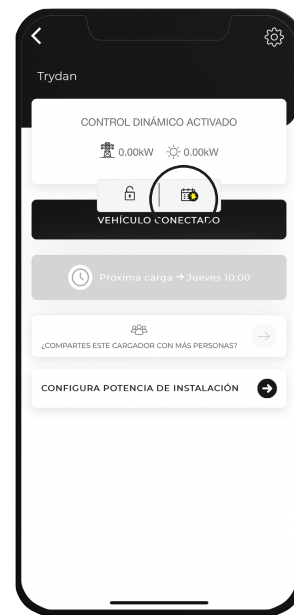 Trydan
CONTROL DINÁMICO ACTIVADO
0.00kW 0.00kW
VEHÍCULO CONECTADO
Próxima carga → Jueves 10:00
¿COMPARTES ESTE CARGADOR CON MÁS PERSONAS?
CONFIGURA POTENCIA DE INSTALACIÓN